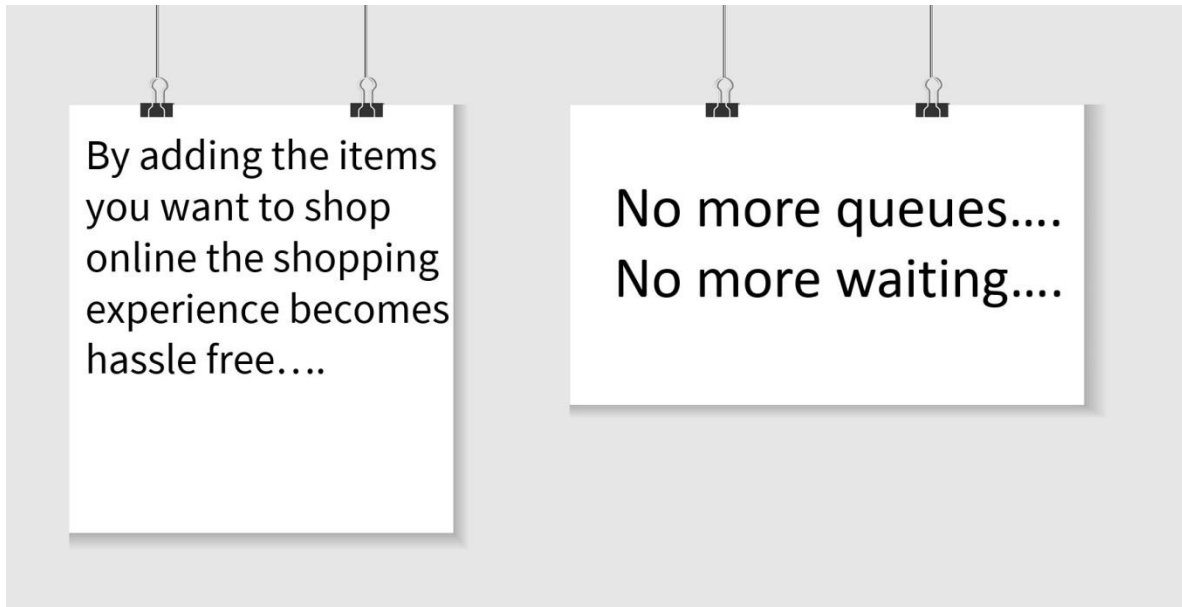 By adding the items
you want to shop
online the shopping
experience becomes
hassle free….
No more queues….
No more waiting….